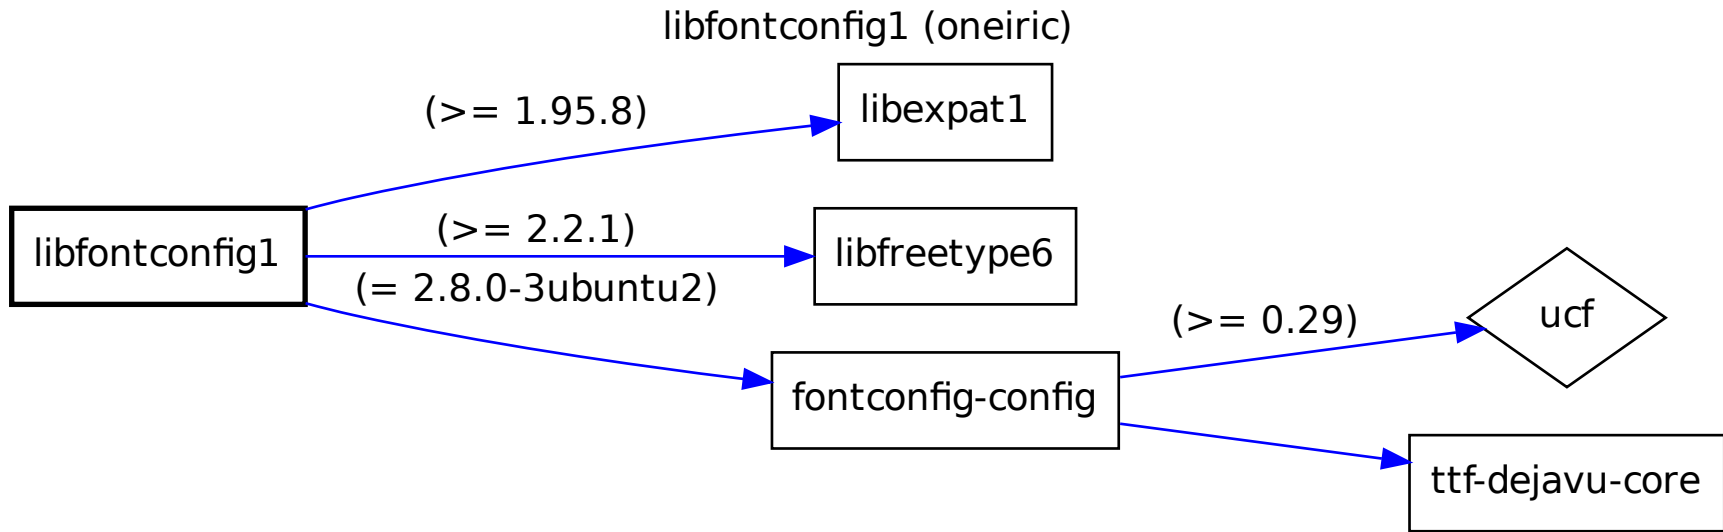 libfontconfig1 (oneiric)
(>= 1.95.8)
libexpat1
libfontconfig1
(>= 2.2.1)
libfreetype6
(= 2.8.0-3ubuntu2)
fontconfig-config
(>= 0.29)
ucf
ttf-dejavu-core